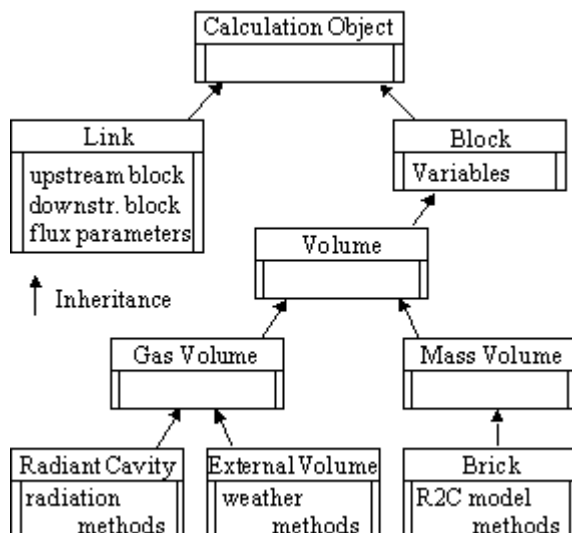 Calculation Object
Link
upstream block
downstr. block
flux parameters
Block
Variables
Volume
Inheritance
Gas Volume
Mass Volume
Radiant Cavity
radiation
methods
External Volume
weather
methods
Brick
R2C model
methods